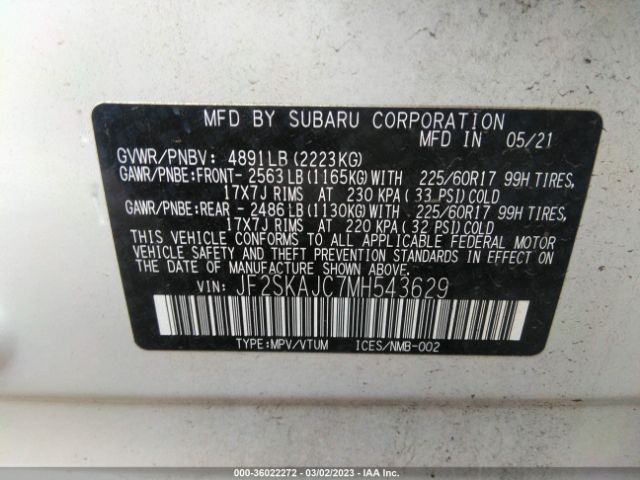 MFD BY SUBARU CORPORATION
MFD IN 05/21
GVWR/PNBV: 4891LB(2223KG)
GAWR/PNBE:FRONT- 2563LB(1165KG)WITH 225/60R17 99H TIRES,
17X7J RIMS AT 230 KPA(33 PSI)COLD
GAWR/PNBE:REAR - 2486LB(1130KG)WITH 225/60R17 99H TIRES,
17X7J RIMS AT 220 KPA(32 PSI)COLD
THIS VEHICLE CONFORMS TO ALL APPLICABLE FEDERAL MOTOR
VEHICLE SAFETY AND THEFT PREVENTION STANDARDS IN EFFECT ON
THE DATE OF MANUFACTURE SHOWN ABOVE.
VIN: JF2SKAJC7MH543629
TYPE:MPV/VTUM ICES/NMB-002
000-36022272 - 03/02/2023 - IAA Inc.